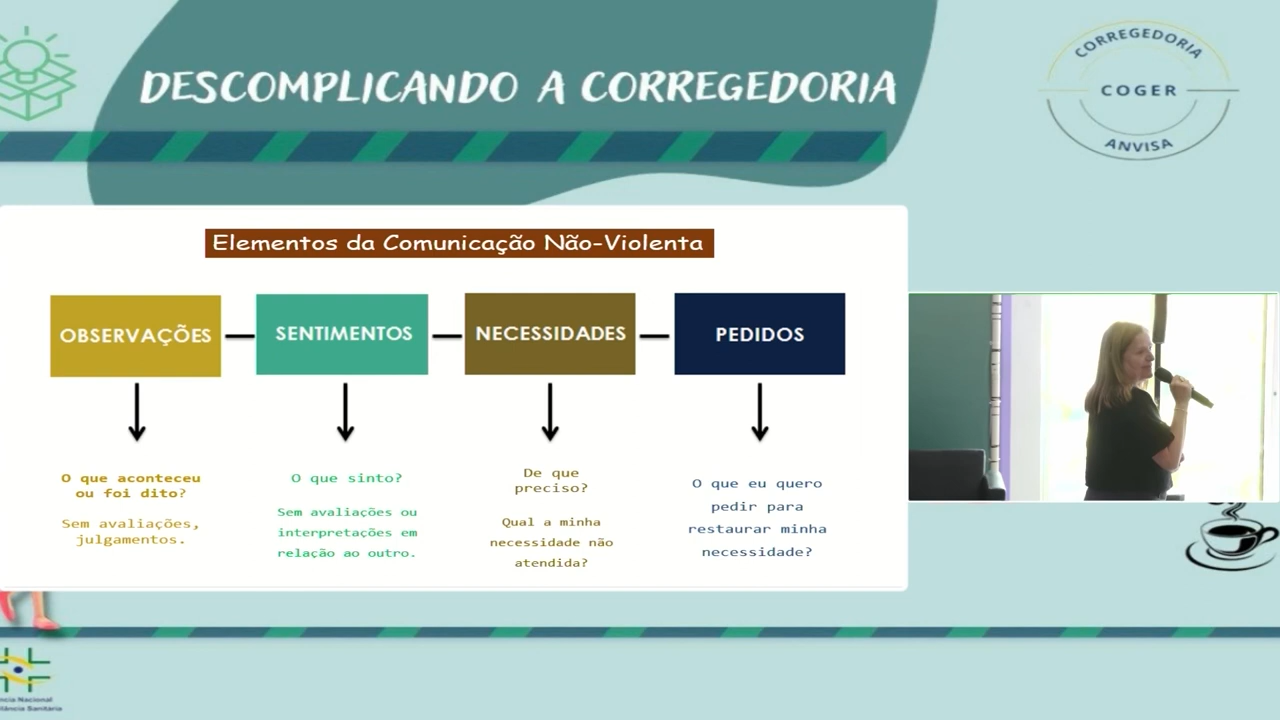 DESCOMPLICANDO A CORREGEDORIA
CORREGEDORIA
COGER
ANVISA
Elementos da Comunicação Não-Violenta
OBSERVAÇÕES
SENTIMENTOS
NECESSIDADES
PEDIDOS
O que aconteceu
ou foi dito?
Sem avaliações,
julgamentos.
O que sinto?
Sem avaliações ou
interpretações em
relação ao outro.
De que
preciso?
Qual a minha
necessidade não
atendida?
O que eu quero
pedir para
restaurar minha
necessidade?
Nacional
Sanitária